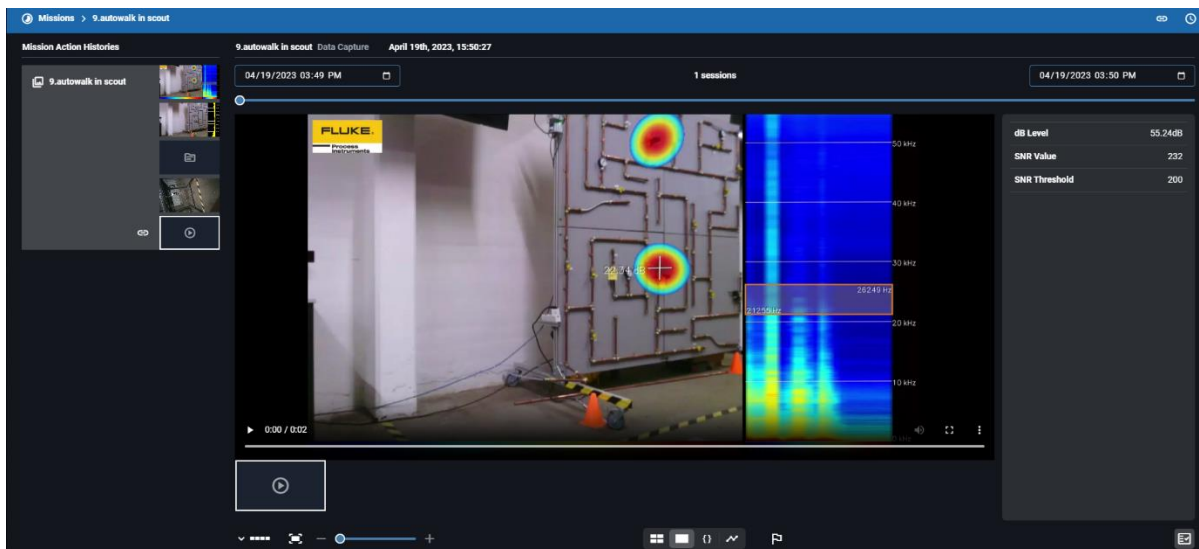 Missions > 9.autowalk in scout
Mission Action Histories
9.autowalk in scout
9.autowalk in scout Data Capture April 19th, 2023, 15:50:27
04/19/2023 03:49 PM
1 sessions
04/19/2023 03:50 PM
FLUKE.
Process
Instruments
50 kHz
40 kHz
30 kHz
26249 Hz
20 kHz
10 kHz
0:00 / 0:02
dB Level 55.24dB
SNR Value 232
SNR Threshold 200